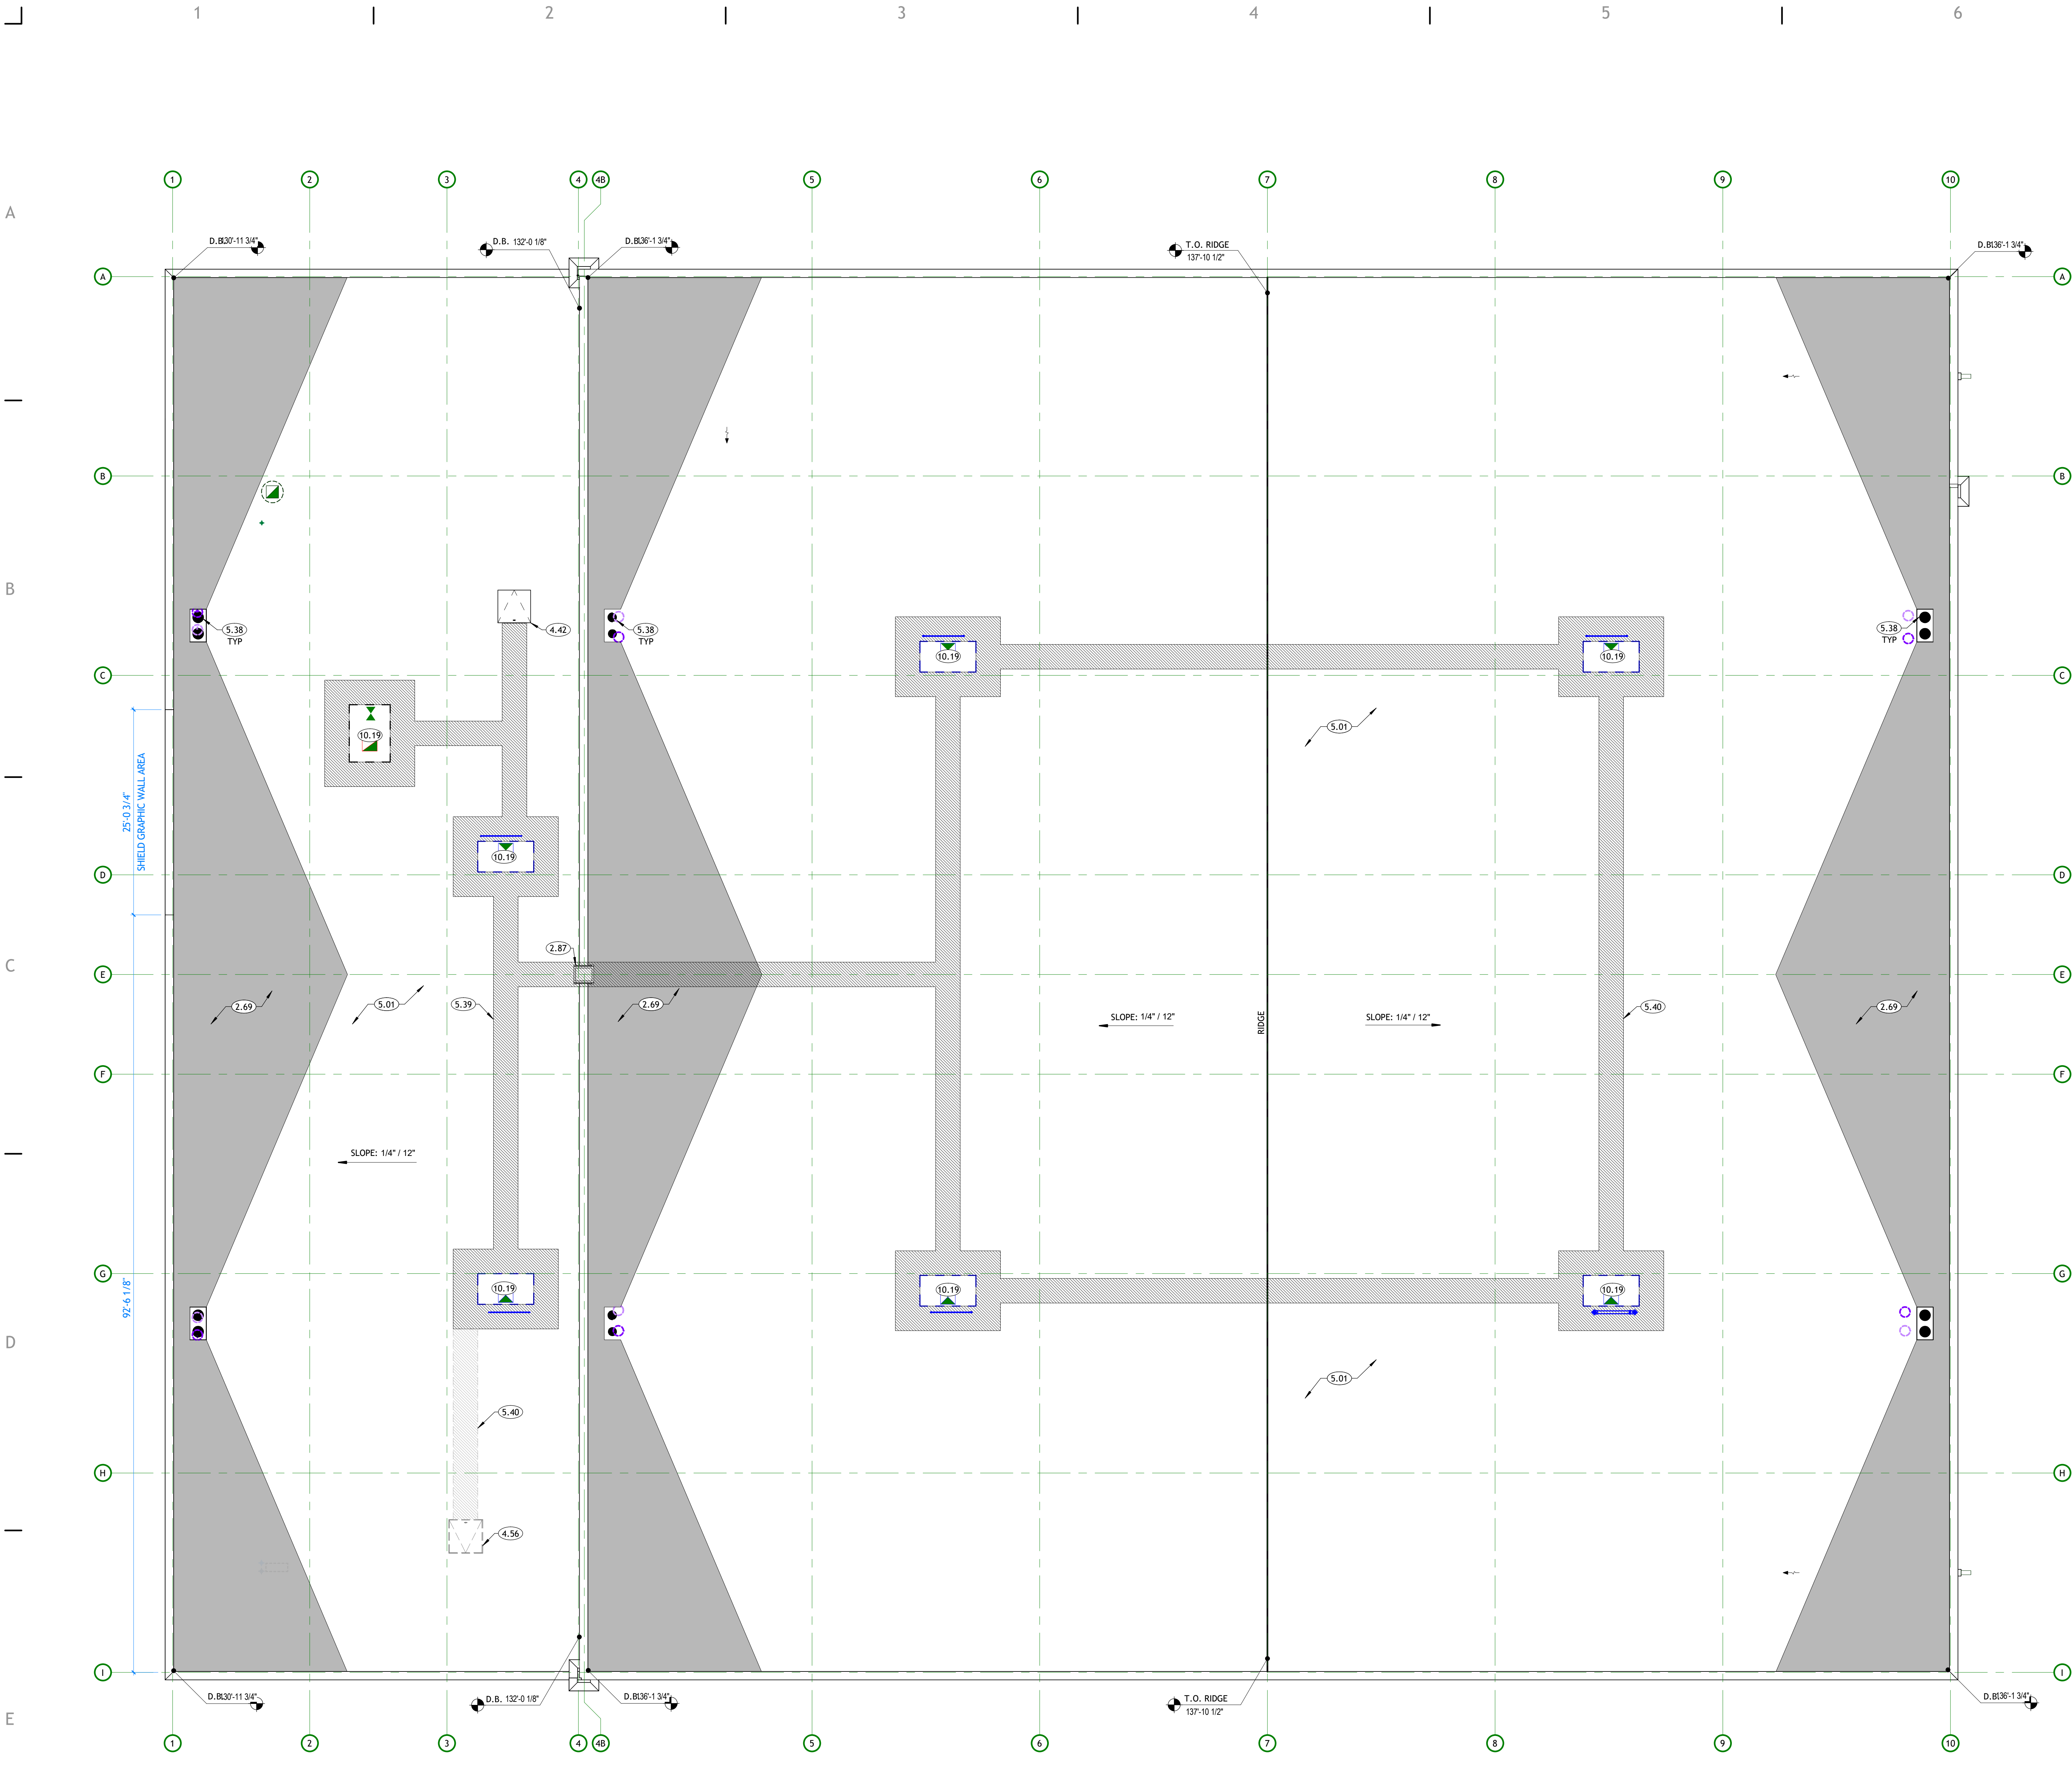 1 2 3 4 5 6
1 2 3 4 4B 5 6 7 8 9 10
A
D.B.130'-11 3/4"
D.B. 132'-0 1/8"
D.B.136'-1 3/4"
T.O. RIDGE
137'-10 1/2"
D.B.136'-1 3/4"
A A
B B
B
5.38
TYP
4.42
5.38
TYP
5.38
TYP
10.19
10.19
C C
10.19
5.01
25'-0 3/4"
SHIELD GRAPHIC WALL AREA
10.19
D D
2.87
C
E E
2.69
5.01
5.39
2.69
SLOPE: 1/4" / 12"
RIDGE
SLOPE: 1/4" / 12"
5.40
2.69
F F
SLOPE: 1/4" / 12"
G G
92'-6 1/8"
10.19
10.19
10.19
D
5.01
5.40
H H
4.56
I I
D.B.130'-11 3/4"
D.B. 132'-0 1/8"
D.B.136'-1 3/4"
T.O. RIDGE
137'-10 1/2"
D.B.136'-1 3/4"
E
1 2 3 4 4B 5 6 7 8 9 10